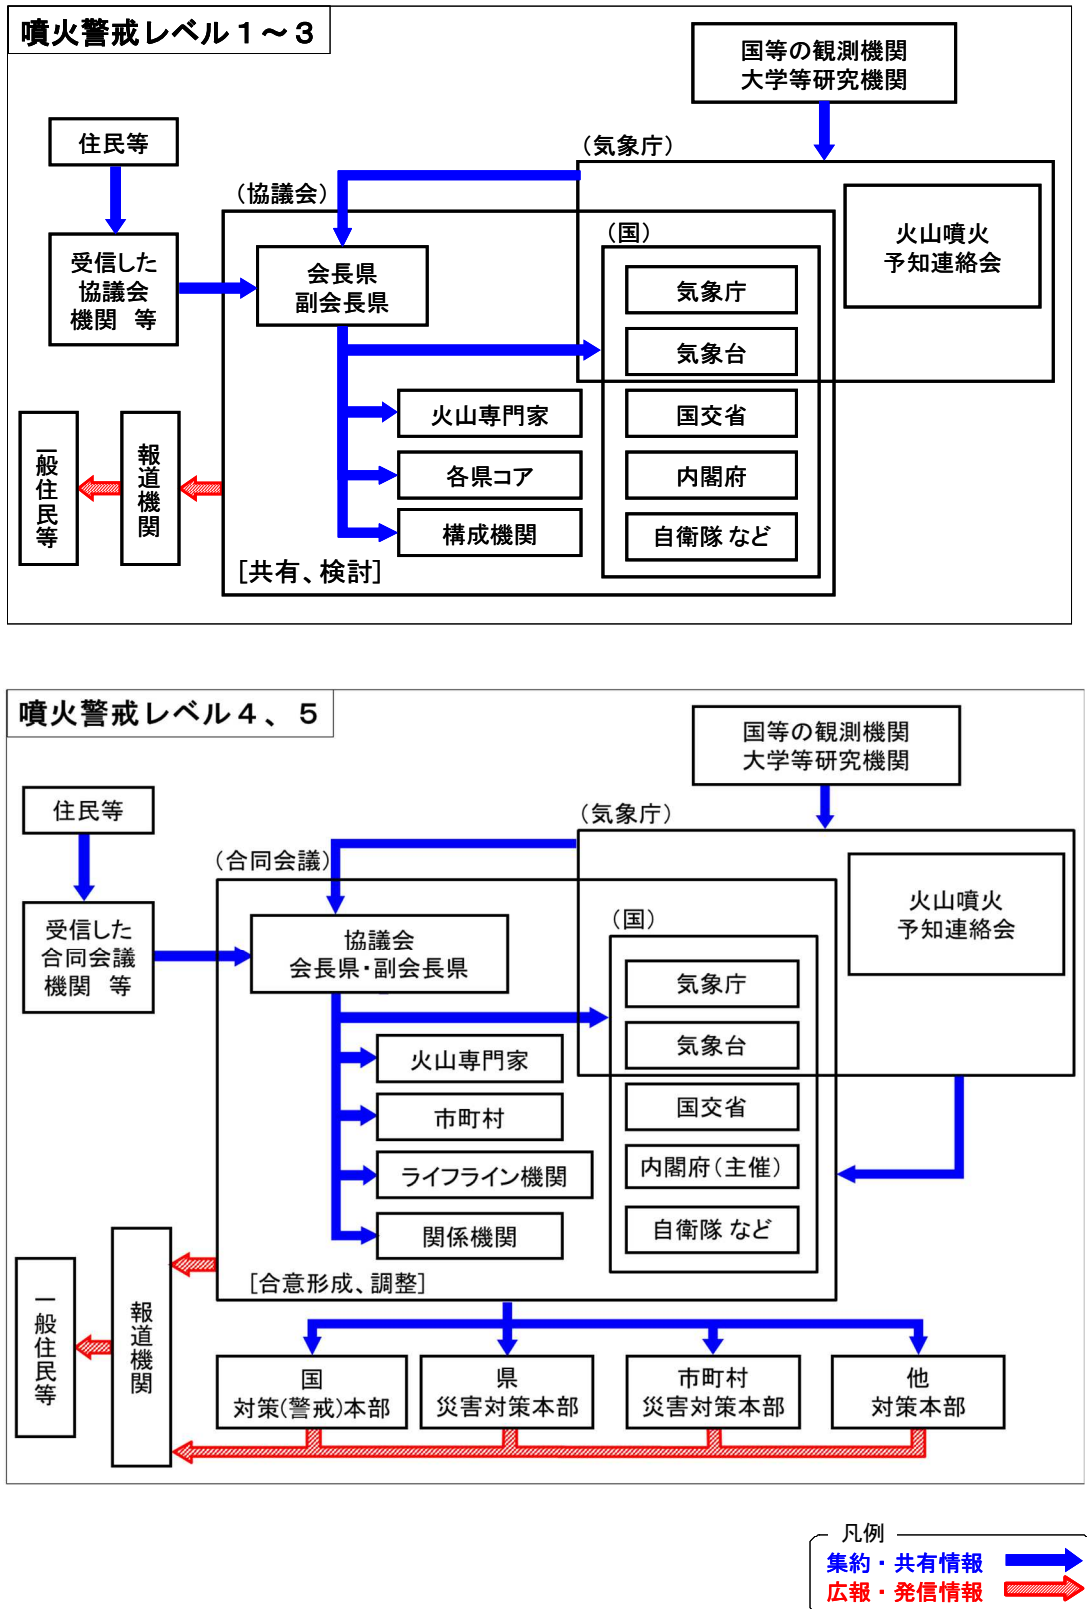 噴火警戒レベル１～３
国等の観測機関
大学等研究機関
住民等
（気象庁）
（協議会）
火山噴火
予知連絡会
（国）
受信した
協議会
機関　等
会長県
副会長県
気象庁
気象台
火山専門家
国交省
各県コア
内閣府
構成機関
自衛隊 など
一般住民等
報道機関
[共有、検討]
噴火警戒レベル４、５
国等の観測機関
大学等研究機関
住民等
（気象庁）
（合同会議）
火山噴火
予知連絡会
（国）
受信した
合同会議
機関　等
協議会
会長県・副会長県
気象庁
気象台
火山専門家
国交省
市町村
内閣府（主催）
ライフライン機関
自衛隊 など
関係機関
[合意形成、調整]
一般住民等
報道機関
国
対策(警戒)本部
県
災害対策本部
市町村
災害対策本部
他
対策本部
凡例
集約・共有情報
広報・発信情報